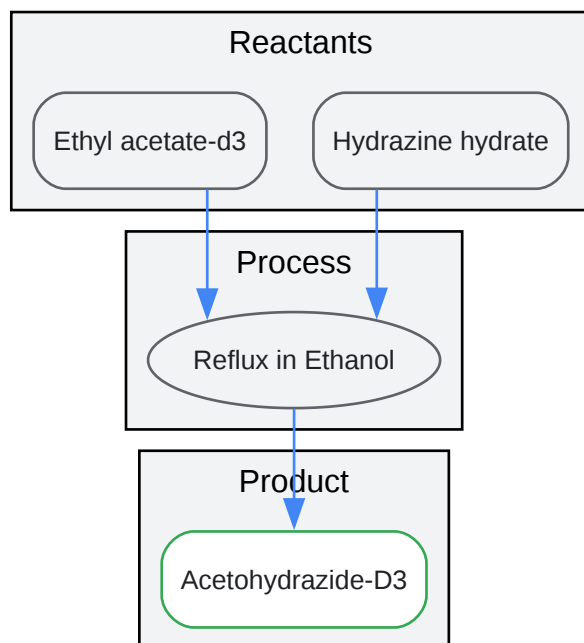 Reactants
Ethyl acetate-d3
Hydrazine hydrate
Process
Reflux in Ethanol
Product
Acetohydrazide-D3